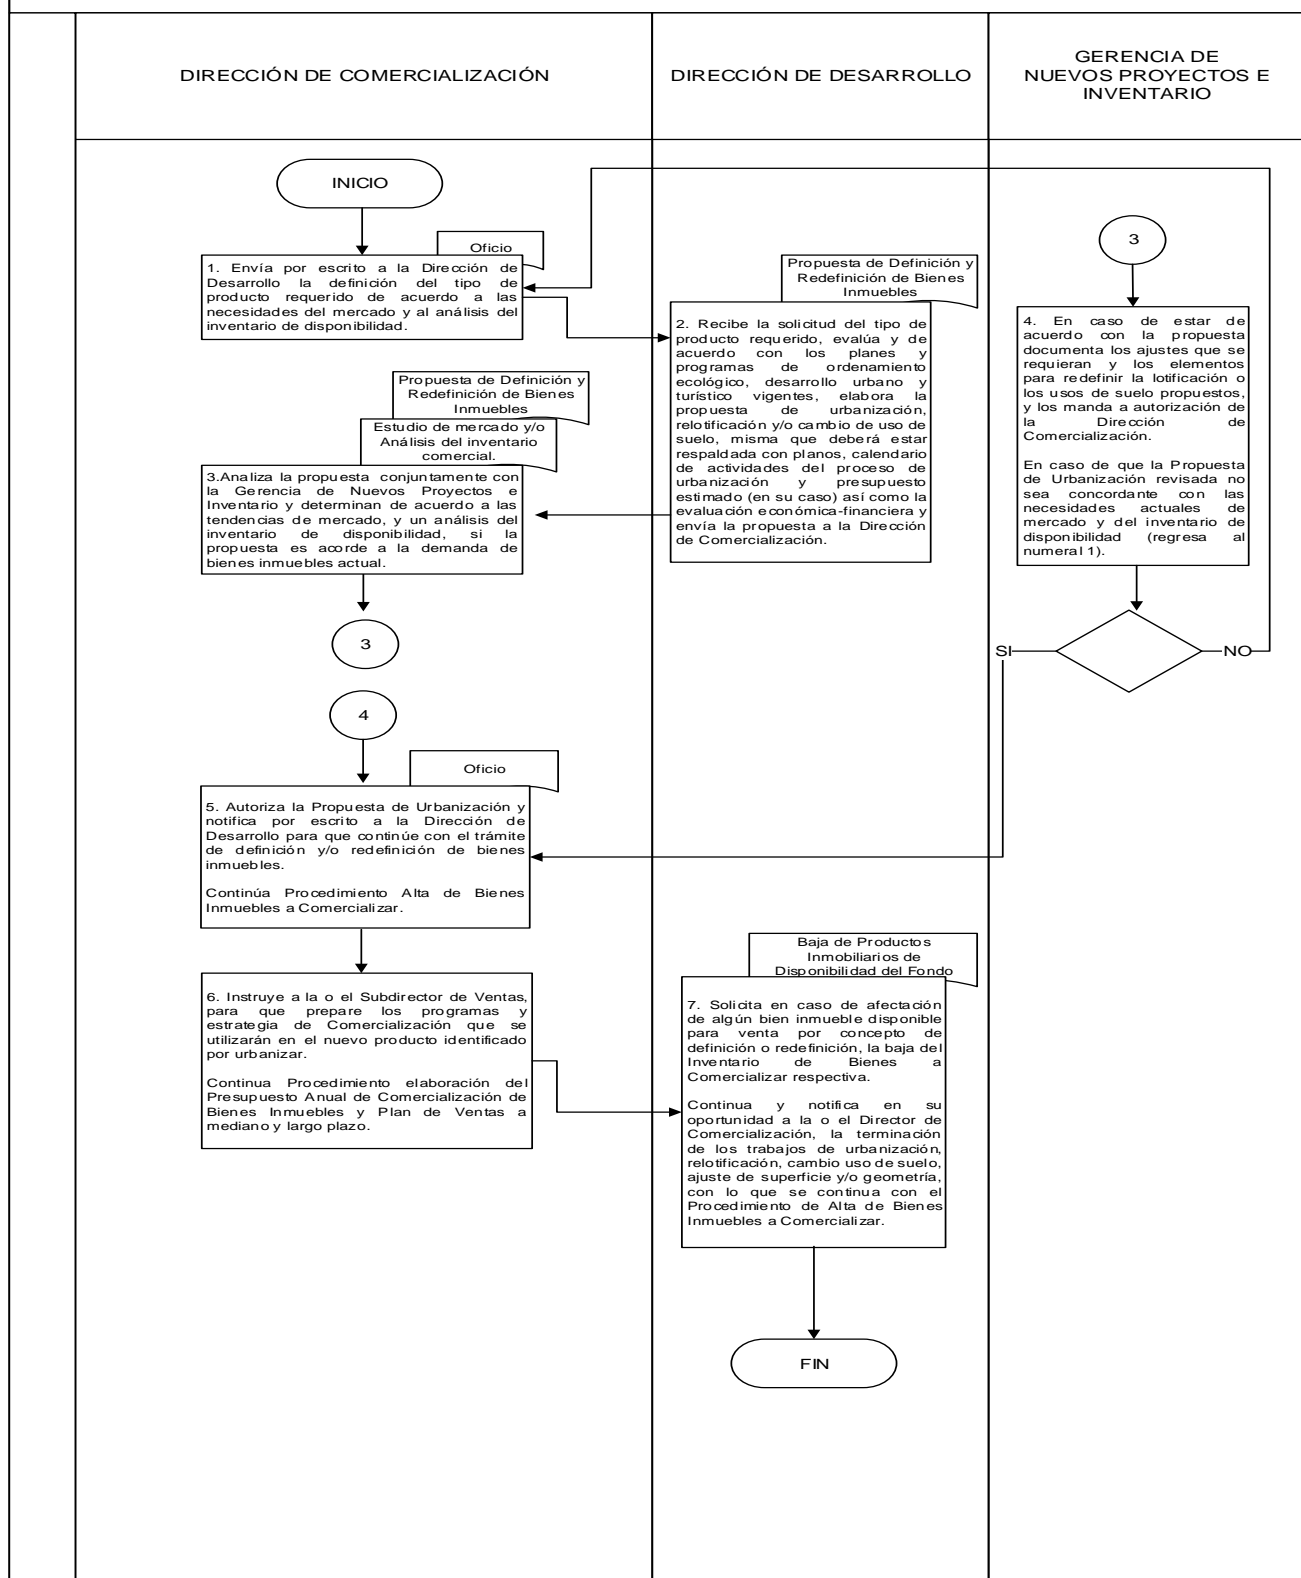 DIRECCIÓN DE COMERCIALIZACIÓN
DIRECCIÓN DE DESARROLLO
GERENCIA DE
NUEVOS PROYECTOS E
INVENTARIO
INICIO
Oficio
1. Envía por escrito a la Dirección de
Desarrollo la definición del tipo de
producto requerido de acuerdo a las
necesidades del mercado y al análisis del
inventario de disponibilidad.
Propuesta de Definición y
Redefinición de Bienes
Inmuebles
2. Recibe la solicitud del tipo de
producto requerido, evalúa y de
acuerdo con los planes y
programas de ordenamiento
ecológico, desarrollo urbano y
turístico vigentes, elabora la
propuesta de urbanización,
relotificación y/o cambio de uso de
suelo, misma que deberá estar
respaldada con planos, calendario
de actividades del proceso de
urbanización y presupuesto
estimado (en su caso) así como la
evaluación económica-financiera y
envía la propuesta a la Dirección
de Comercialización.
Propuesta de Definición y
Redefinición de Bienes
Inmuebles
Estudio de mercado y/o
Análisis del inventario
comercial.
3.Analiza la propuesta conjuntamente con
la Gerencia de Nuevos Proyectos e
Inventario y determinan de acuerdo a las
tendencias de mercado, y un análisis del
inventario de disponibilidad, si la
propuesta es acorde a la demanda de
bienes inmuebles actual.
3
3
4. En caso de estar de
acuerdo con la propuesta
documenta los ajustes que se
requieran y los elementos
para redefinir la lotificación o
los usos de suelo propuestos,
y los manda a autorización de
la Dirección de
Comercialización.
En caso de que la Propuesta
de Urbanización revisada no
sea concordante con las
necesidades actuales de
mercado y del inventario de
disponibilidad (regresa al
numeral 1).
SI
NO
4
Oficio
5. Autoriza la Propuesta de Urbanización y
notifica por escrito a la Dirección de
Desarrollo para que continúe con el trámite
de definición y/o redefinición de bienes
inmuebles.
Continúa Procedimiento Alta de Bienes
Inmuebles a Comercializar.
6. Instruye a la o el Subdirector de Ventas,
para que prepare los programas y
estrategia de Comercialización que se
utilizarán en el nuevo producto identificado
por urbanizar.
Continua Procedimiento elaboración del
Presupuesto Anual de Comercialización de
Bienes Inmuebles y Plan de Ventas a
mediano y largo plazo.
Baja de Productos
Inmobiliarios de
Disponibilidad del Fondo
7. Solicita en caso de afectación
de algún bien inmueble disponible
para venta por concepto de
definición o redefinición, la baja del
Inventario de Bienes a
Comercializar respectiva.
Continua y notifica en su
oportunidad a la o el Director de
Comercialización, la terminación
de los trabajos de urbanización,
relotificación, cambio uso de suelo,
ajuste de superficie y/o geometría,
con lo que se continua con el
Procedimiento de Alta de Bienes
Inmuebles a Comercializar.
FIN